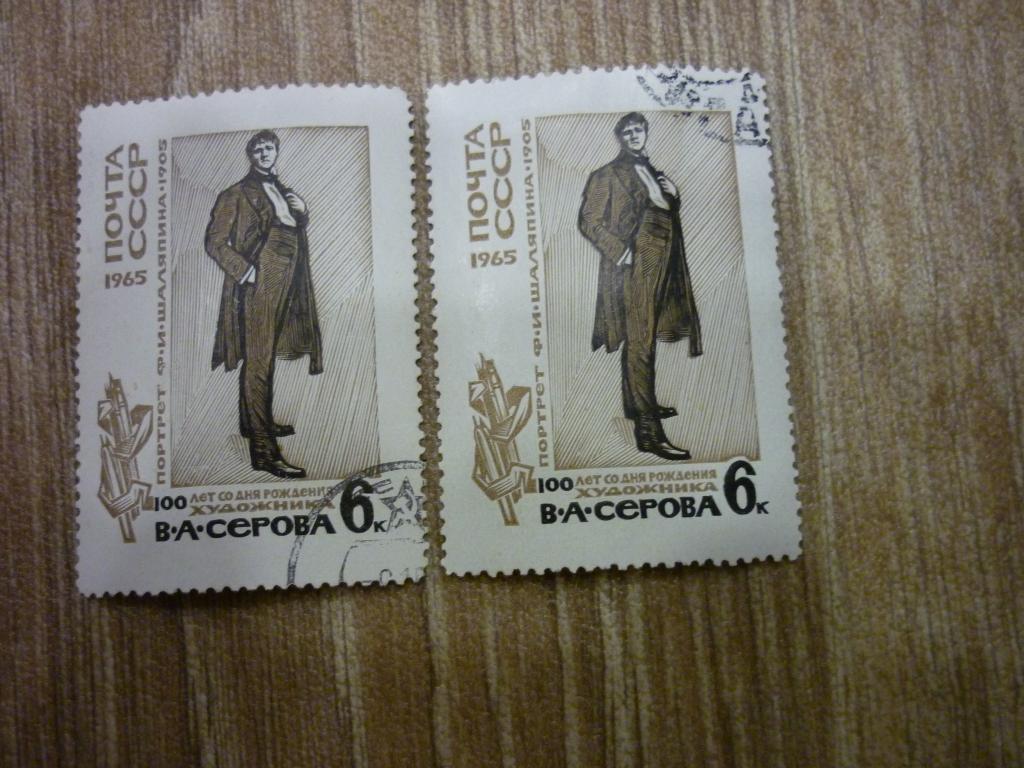 ПОЧТА
СССР
1965
ПОРТРЕТ Ф·И·ШАЛЯПИНА·1905
100 ЛЕТ СО ДНЯ РОЖДЕНИЯ
ХУДОЖНИКА
В·А·СЕРОВА 6к
ПОЧТА
СССР
1965
ПОРТРЕТ Ф·И·ШАЛЯПИНА·1905
100 ЛЕТ СО ДНЯ РОЖДЕНИЯ
ХУДОЖНИКА
В·А·СЕРОВА 6к